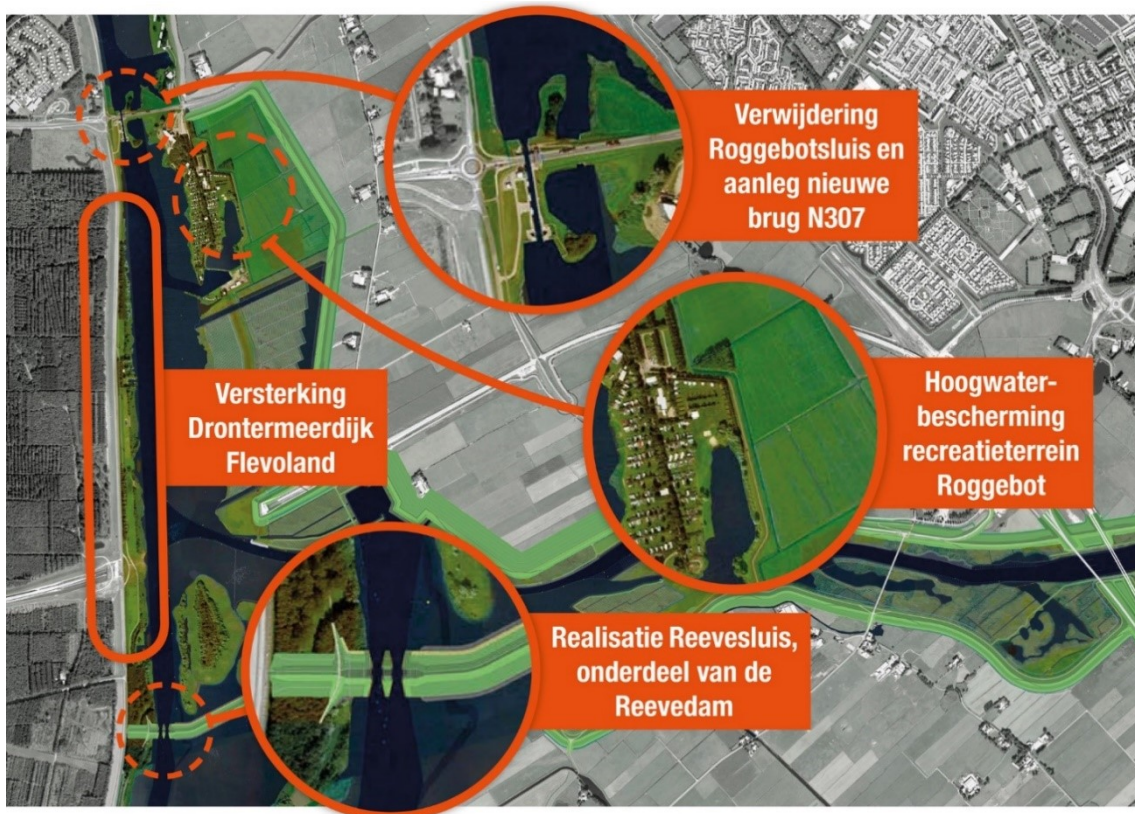 Verwijdering
Roggebotsluis en
aanleg nieuwe
brug N307
Versterking
Drontermeerdijk
Flevoland
Hoogwater-
bescherming
recreatieterrein
Roggebot
Realisatie Reevesluis,
onderdeel van de
Reevedam